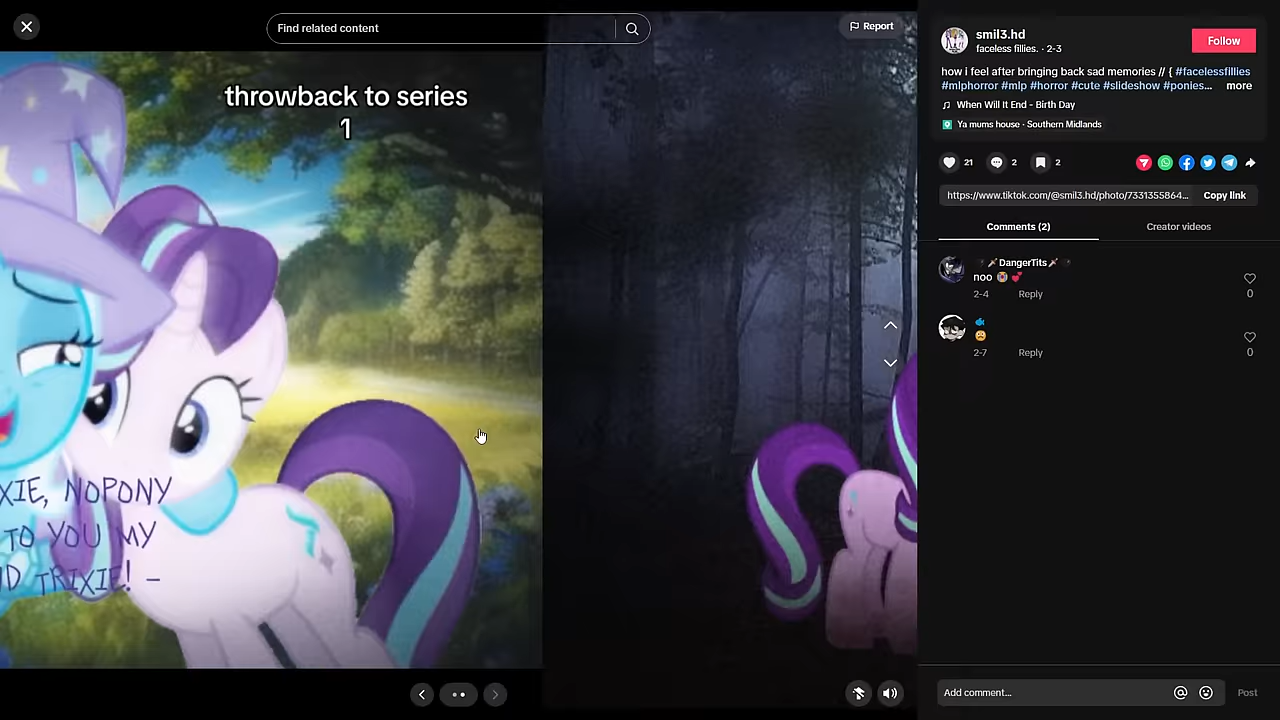 Find related content
Report
throwback to series
1
XIE, NOPONY
TO YOU MY
D TRIXIE! -
smil3.hd
faceless fillies. · 2-3
Follow
how i feel after bringing back sad memories // { #facelessfillies
#mlphorror #mlp #horror #cute #slideshow #ponies... more
When Will It End - Birth Day
Ya mums house · Southern Midlands
21
2
2
https://www.tiktok.com/@smil3.hd/photo/7331355864...
Copy link
Comments (2)
Creator videos
DangerTits
noo
2-4 Reply
0
2-7 Reply
0
Add comment...
Post